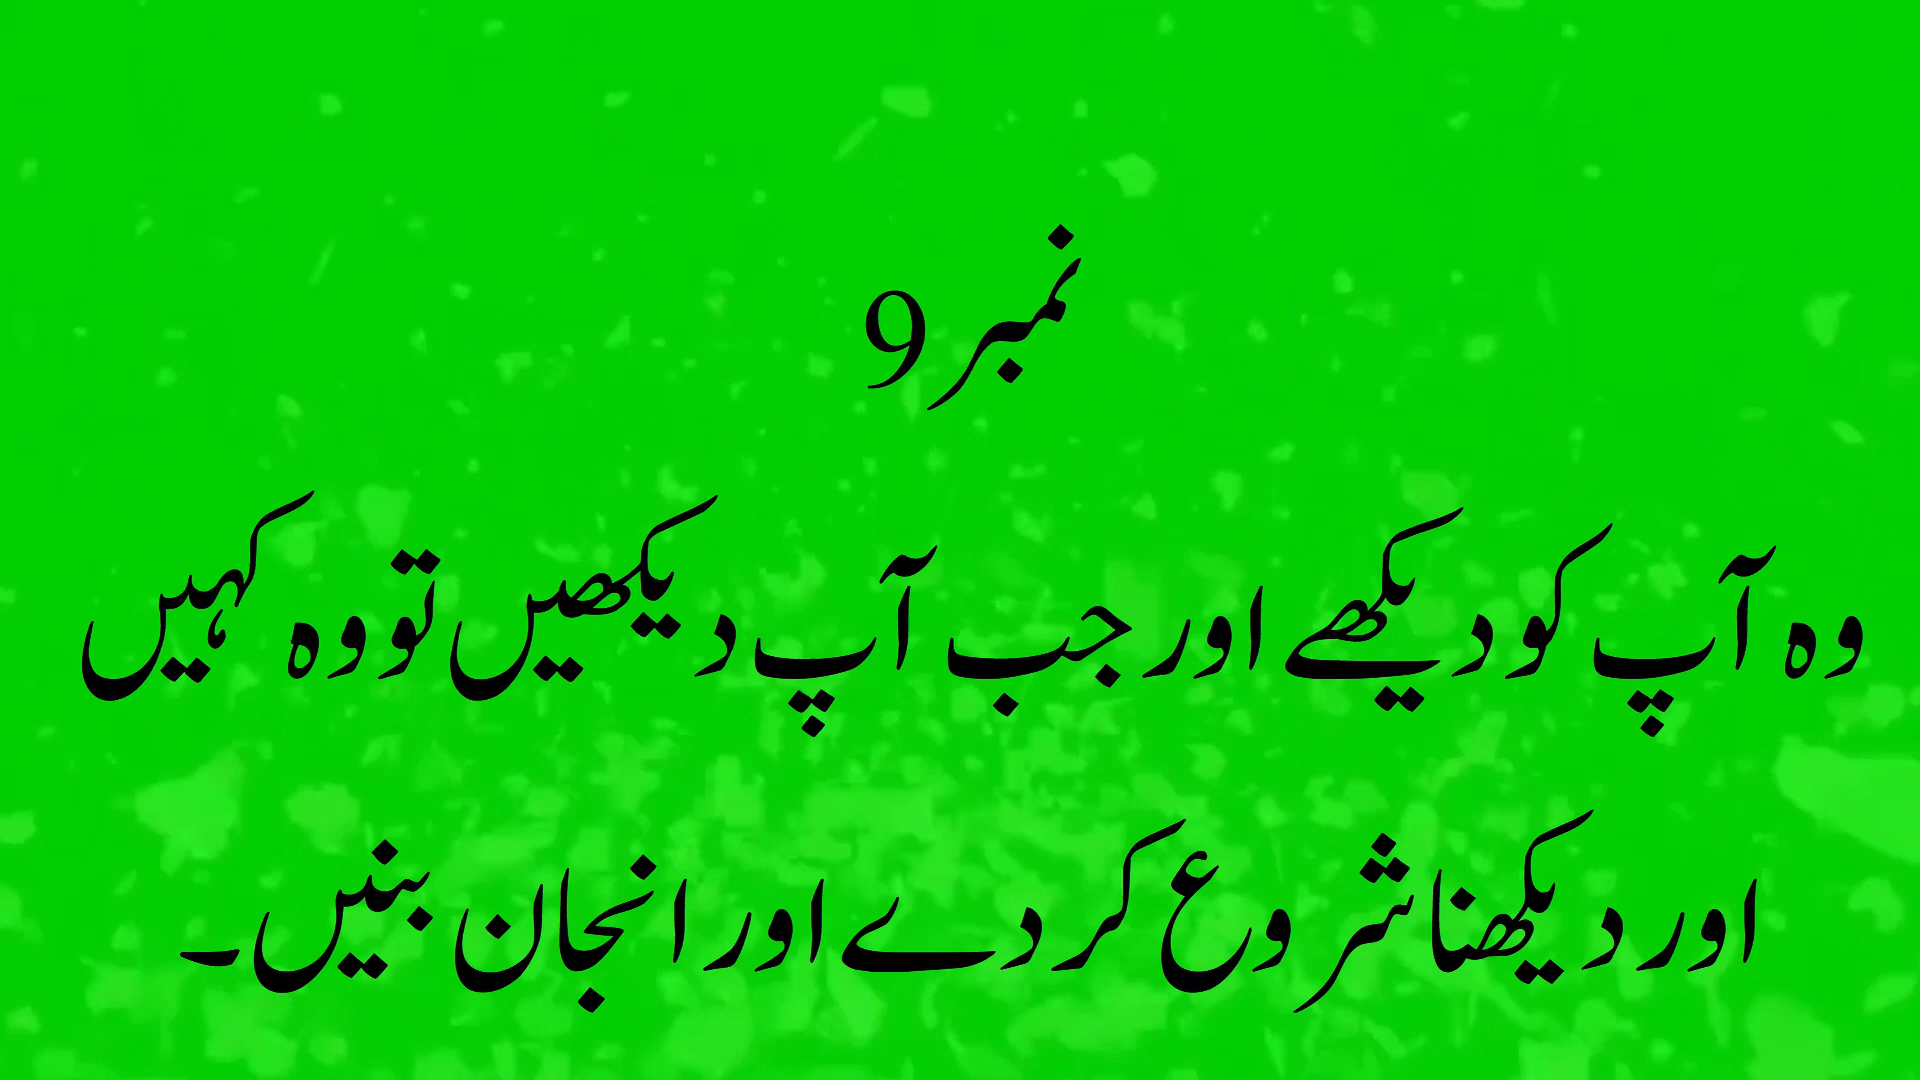 نمبر 9
وہ آپ کو دیکھے اور جب آپ دیکھیں تو وہ کہیں
اور دیکھنا شروع کر دے اور انجان بنیں۔